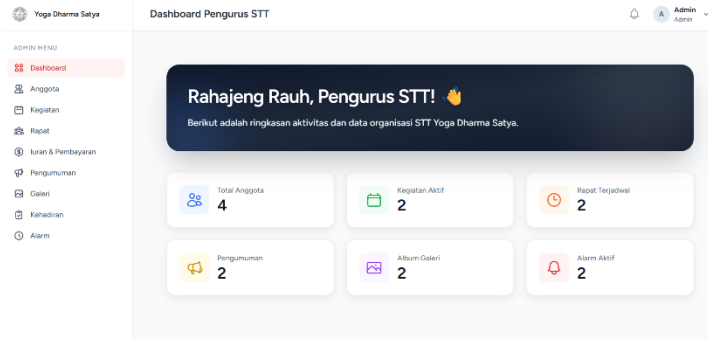 Yoga Dharma Satya
Dashboard Pengurus STT
A
Admin
Admin
ADMIN MENU
Dashboard
Anggota
Kegiatan
Rapat
Iuran & Pembayaran
Pengumuman
Galeri
Kehadiran
Alarm
Rahajeng Rauh, Pengurus STT! 👋
Berikut adalah ringkasan aktivitas dan data organisasi STT Yoga Dharma Satya.
Total Anggota
4
Kegiatan Aktif
2
Rapat Terjadwal
2
Pengumuman
2
Album Galeri
2
Alarm Aktif
2